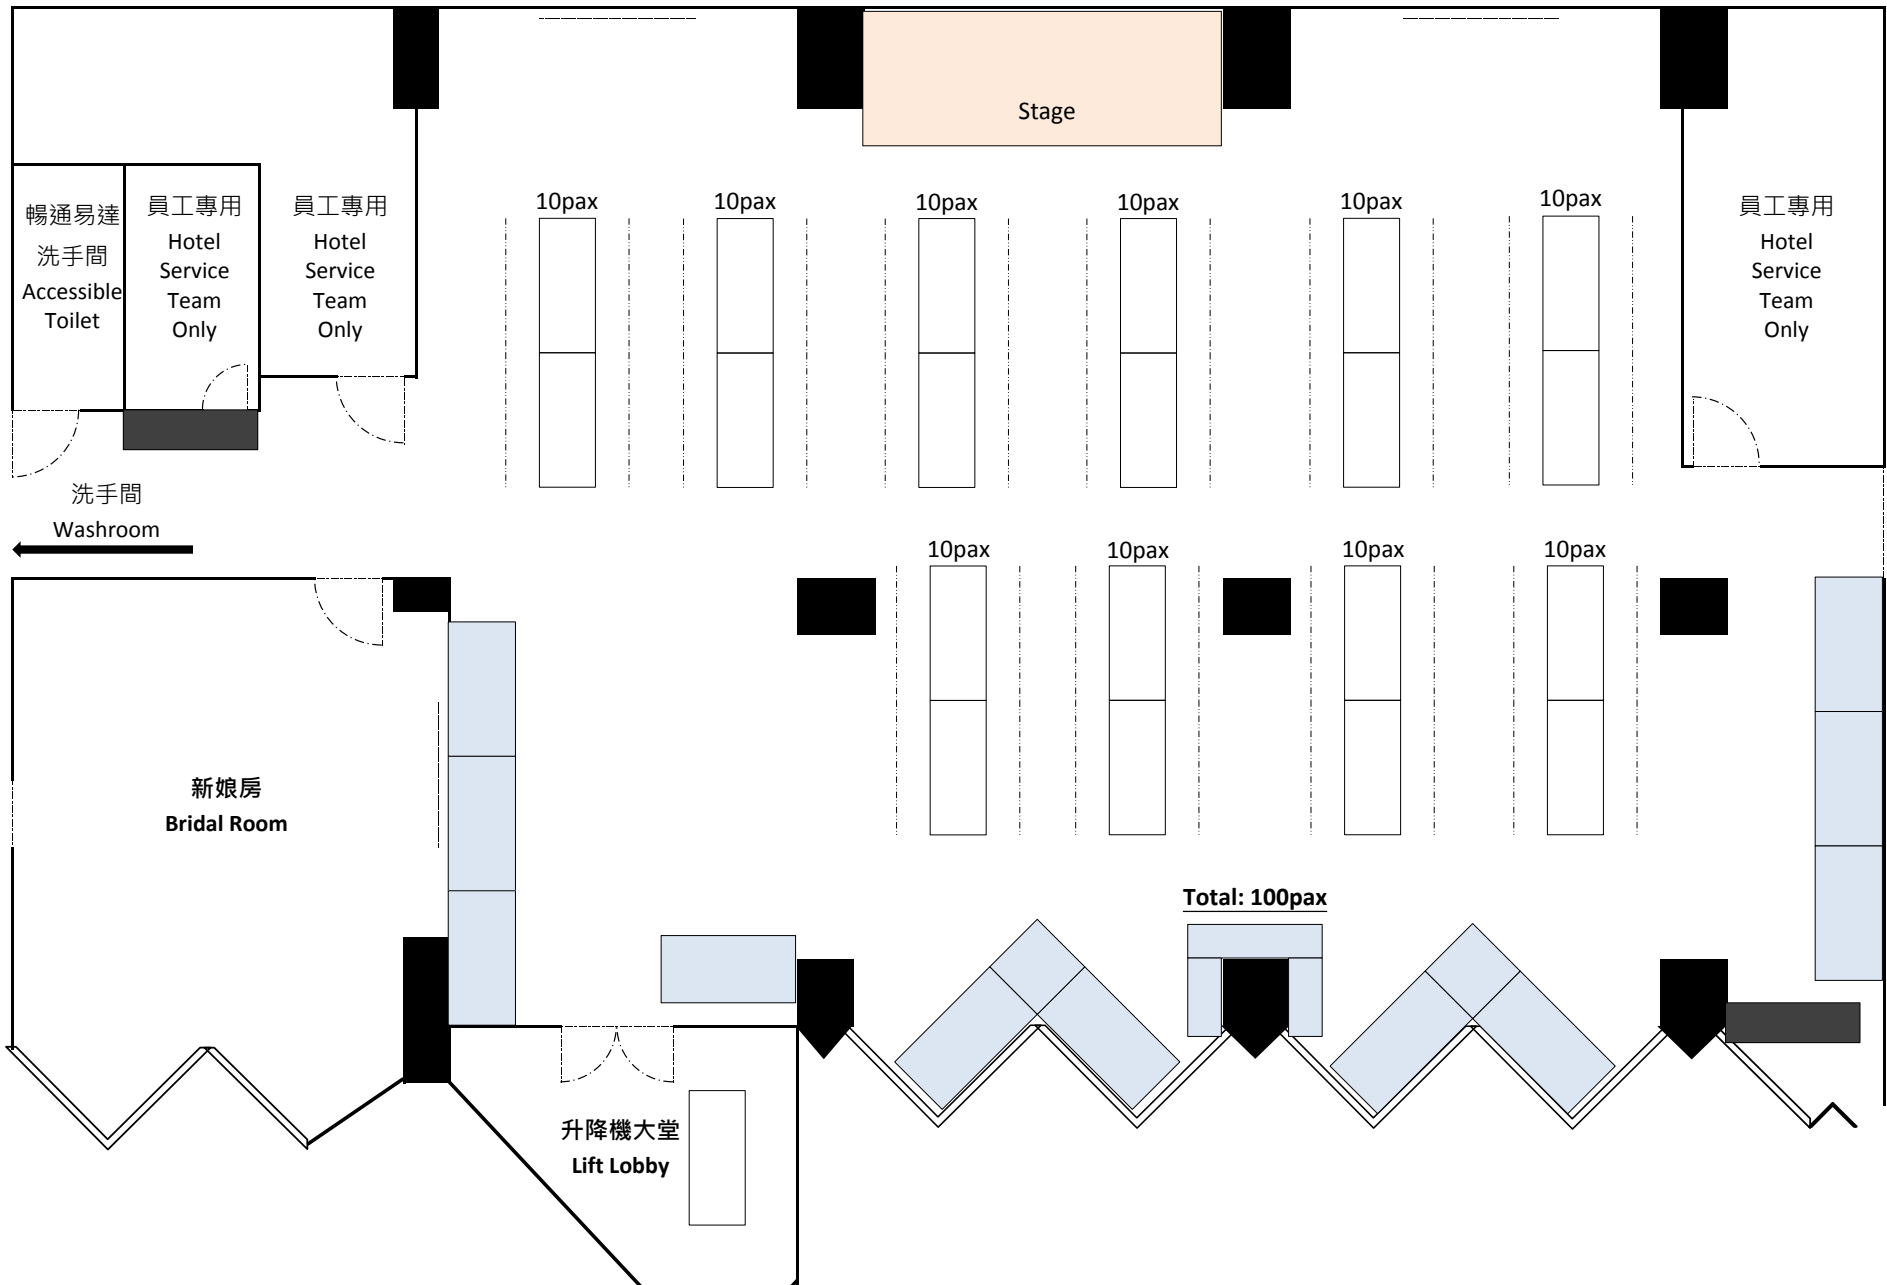 Stage
暢通易達
洗手間
Accessible
Toilet
員工專用
Hotel
Service
Team
Only
員工專用
Hotel
Service
Team
Only
10pax
10pax
10pax
10pax
10pax
10pax
員工專用
Hotel
Service
Team
Only
洗手間
Washroom
10pax
10pax
10pax
10pax
新娘房
Bridal Room
Total: 100pax
升降機大堂
Lift Lobby